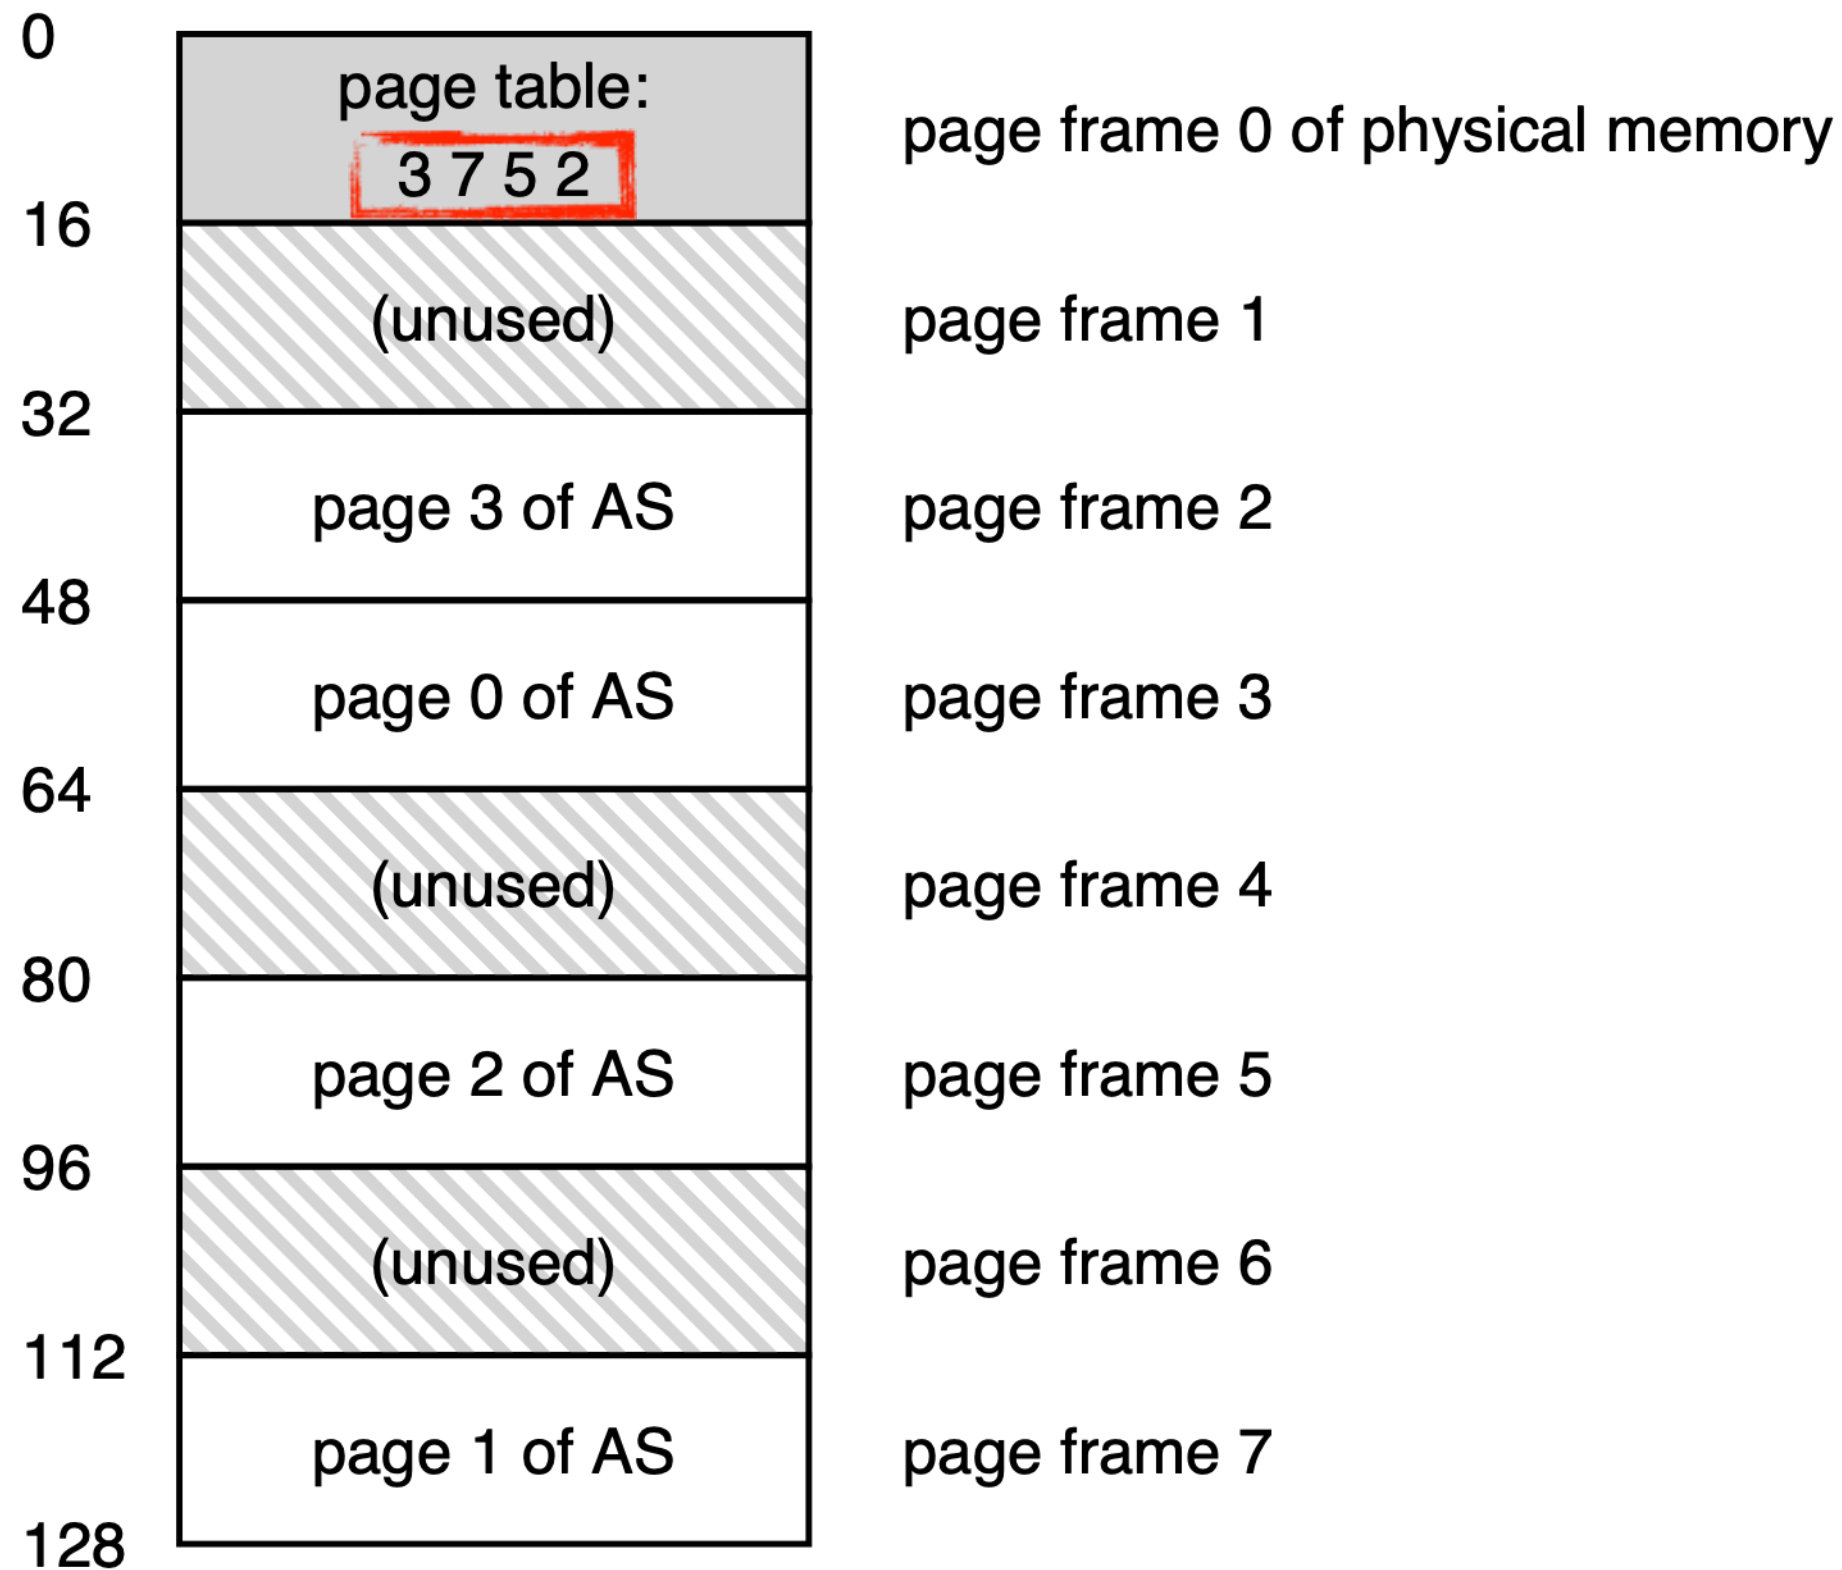 0
page table:
3 7 5 2
page frame 0 of physical memory
16
(unused)
page frame 1
32
page 3 of AS
page frame 2
48
page 0 of AS
page frame 3
64
(unused)
page frame 4
80
page 2 of AS
page frame 5
96
(unused)
page frame 6
112
page 1 of AS
page frame 7
128